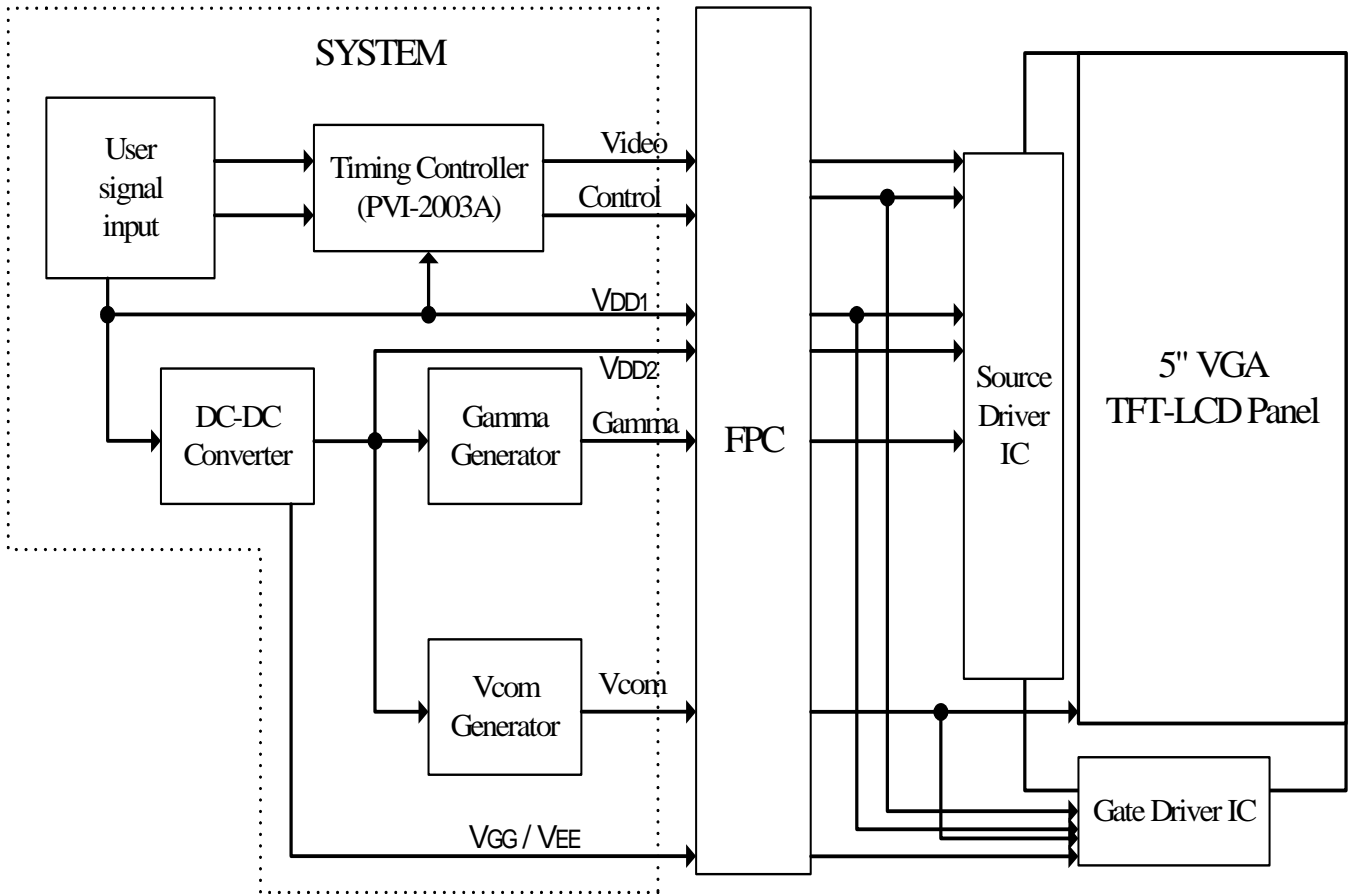 SYSTEM
User
signal
input
Timing Controller
(PVI-2003A)
Video
Control
VDD1
VDD2
DC-DC
Converter
Gamma
Generator
Gamma
FPC
Source
Driver
IC
5" VGA
TFT-LCD Panel
Vcom
Generator
Vcom
Gate Driver IC
VGG / VEE